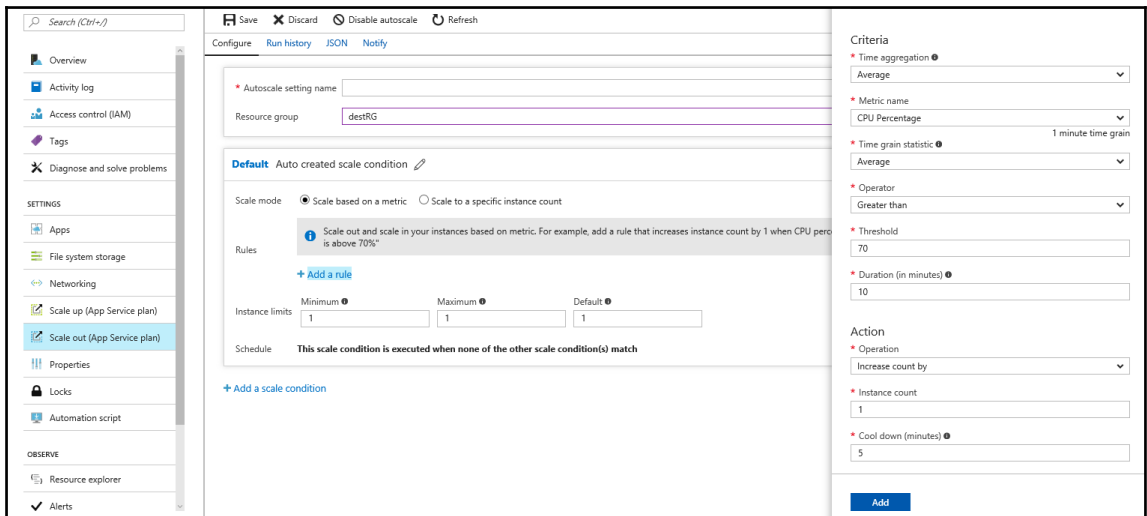 Search (Ctrl+/)
Overview
Activity log
Access control (IAM)
Tags
Diagnose and solve problems
SETTINGS
Apps
File system storage
Networking
Scale up (App Service plan)
Scale out (App Service plan)
Properties
Locks
Automation script
OBSERVE
Resource explorer
Alerts
Save Discard Disable autoscale Refresh
Configure Run history JSON Notify
* Autoscale setting name
Resource group destRG
Default Auto created scale condition
Scale mode Scale based on a metric Scale to a specific instance count
Rules
Scale out and scale in your instances based on metric. For example, add a rule that increases instance count by 1 when CPU perc
is above 70%"
+ Add a rule
Instance limits
Minimum Maximum Default
1 1 1
Schedule This scale condition is executed when none of the other scale condition(s) match
+ Add a scale condition
Criteria
* Time aggregation
Average
* Metric name
CPU Percentage
1 minute time grain
* Time grain statistic
Average
* Operator
Greater than
* Threshold
70
* Duration (in minutes)
10
Action
* Operation
Increase count by
* Instance count
1
* Cool down (minutes)
5
Add